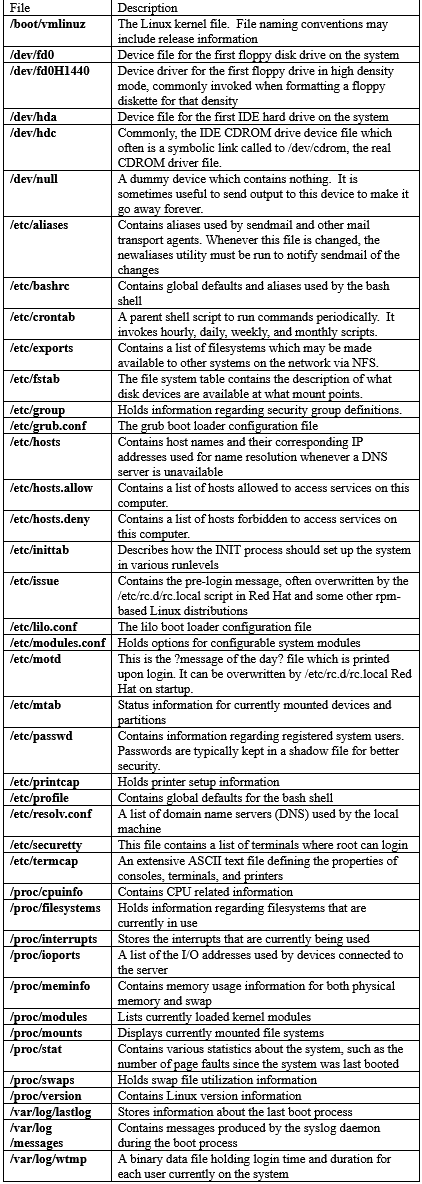 File Description
/boot/vmlinuz The Linux kernel file. File naming conventions may
include release information
/dev/fd0 Device file for the first floppy disk drive on the system
/dev/fd0H1440 Device driver for the first floppy drive in high density
mode, commonly invoked when formatting a floppy
diskette for that density
/dev/hda Device file for the first IDE hard drive on the system
/dev/hdc Commonly, the IDE CDROM drive device file which
often is a symbolic link called to /dev/cdrom, the real
CDROM driver file.
/dev/null A dummy device which contains nothing. It is
sometimes useful to send output to this device to make it
go away forever.
/etc/aliases Contains aliases used by sendmail and other mail
transport agents. Whenever this file is changed, the
newaliases utility must be run to notify sendmail of the
changes
/etc/bashrc Contains global defaults and aliases used by the bash
shell
/etc/crontab A parent shell script to run commands periodically. It
invokes hourly, daily, weekly, and monthly scripts.
/etc/exports Contains a list of filesystems which may be made
available to other systems on the network via NFS.
/etc/fstab The file system table contains the description of what
disk devices are available at what mount points.
/etc/group Holds information regarding security group definitions.
/etc/grub.conf The grub boot loader configuration file
/etc/hosts Contains host names and their corresponding IP
addresses used for name resolution whenever a DNS
server is unavailable
/etc/hosts.allow Contains a list of hosts allowed to access services on this
computer.
/etc/hosts.deny Contains a list of hosts forbidden to access services on
this computer.
/etc/inittab Describes how the INIT process should set up the system
in various runlevels
/etc/issue Contains the pre-login message, often overwritten by the
/etc/rc.d/rc.local script in Red Hat and some other rpm-
based Linux distributions
/etc/lilo.conf The lilo boot loader configuration file
/etc/modules.conf Holds options for configurable system modules
/etc/motd This is the ?message of the day? file which is printed
upon login. It can be overwritten by /etc/rc.d/rc.local Red
Hat on startup.
/etc/mtab Status information for currently mounted devices and
partitions
/etc/passwd Contains information regarding registered system users.
Passwords are typically kept in a shadow file for better
security.
/etc/printcap Holds printer setup information
/etc/profile Contains global defaults for the bash shell
/etc/resolv.conf A list of domain name servers (DNS) used by the local
machine
/etc/securetty This file contains a list of terminals where root can login
/etc/termcap An extensive ASCII text file defining the properties of
consoles, terminals, and printers
/proc/cpuinfo Contains CPU related information
/proc/filesystems Holds information regarding filesystems that are
currently in use
/proc/interrupts Stores the interrupts that are currently being used
/proc/ioports A list of the I/O addresses used by devices connected to
the server
/proc/meminfo Contains memory usage information for both physical
memory and swap
/proc/modules Lists currently loaded kernel modules
/proc/mounts Displays currently mounted file systems
/proc/stat Contains various statistics about the system, such as the
number of page faults since the system was last booted
/proc/swaps Holds swap file utilization information
/proc/version Contains Linux version information
/var/log/lastlog Stores information about the last boot process
/var/log Contains messages produced by the syslog daemon
/messages during the boot process
/var/log/wtmp A binary data file holding login time and duration for
each user currently on the system